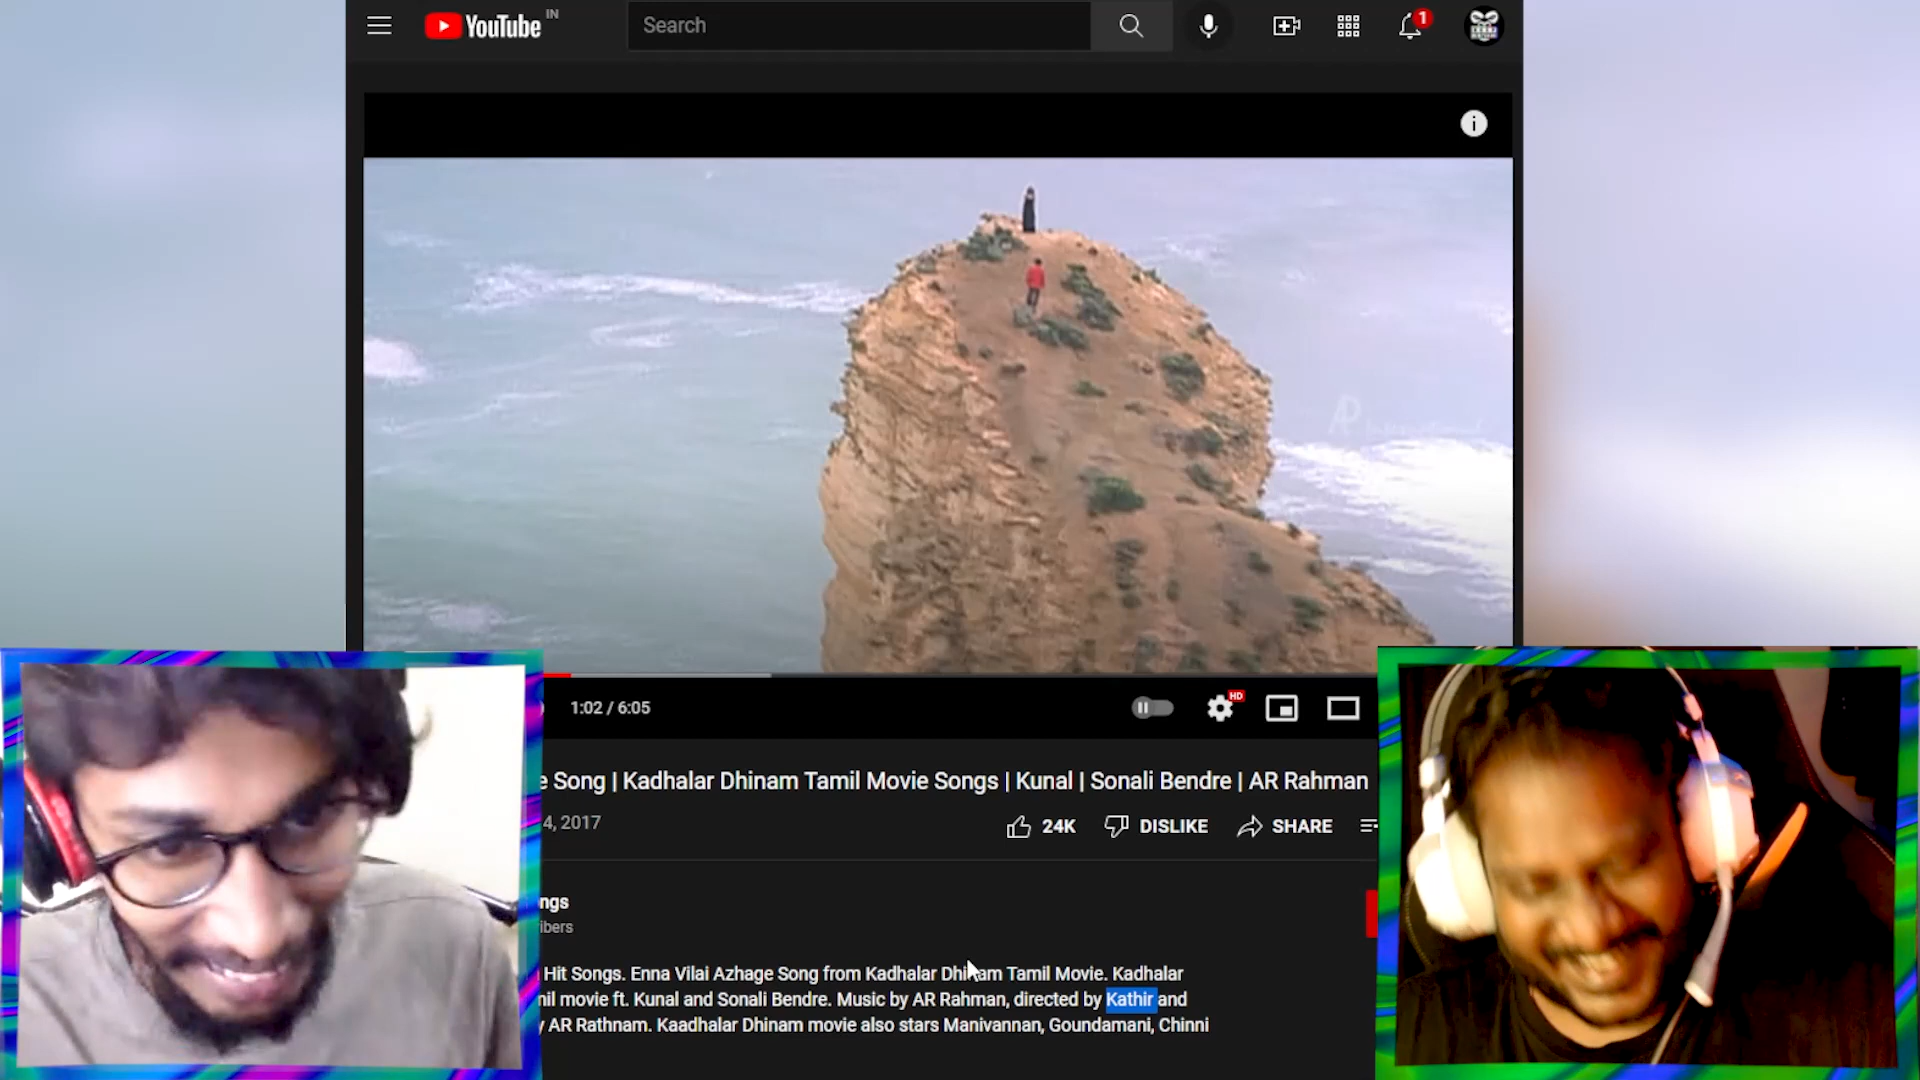 YouTube IN
Search
1
1:02 / 6:05
HD
Song | Kadhalar Dhinam Tamil Movie Songs | Kunal | Sonali Bendre | AR Rahman
4, 2017
24K
DISLIKE
SHARE
ngs
ibers
Hit Songs. Enna Vilai Azhage Song from Kadhalar Dhinam Tamil Movie. Kadhalar
mil movie ft. Kunal and Sonali Bendre. Music by AR Rahman, directed by Kathir and
y AR Rathnam. Kaadhalar Dhinam movie also stars Manivannan, Goundamani, Chinni